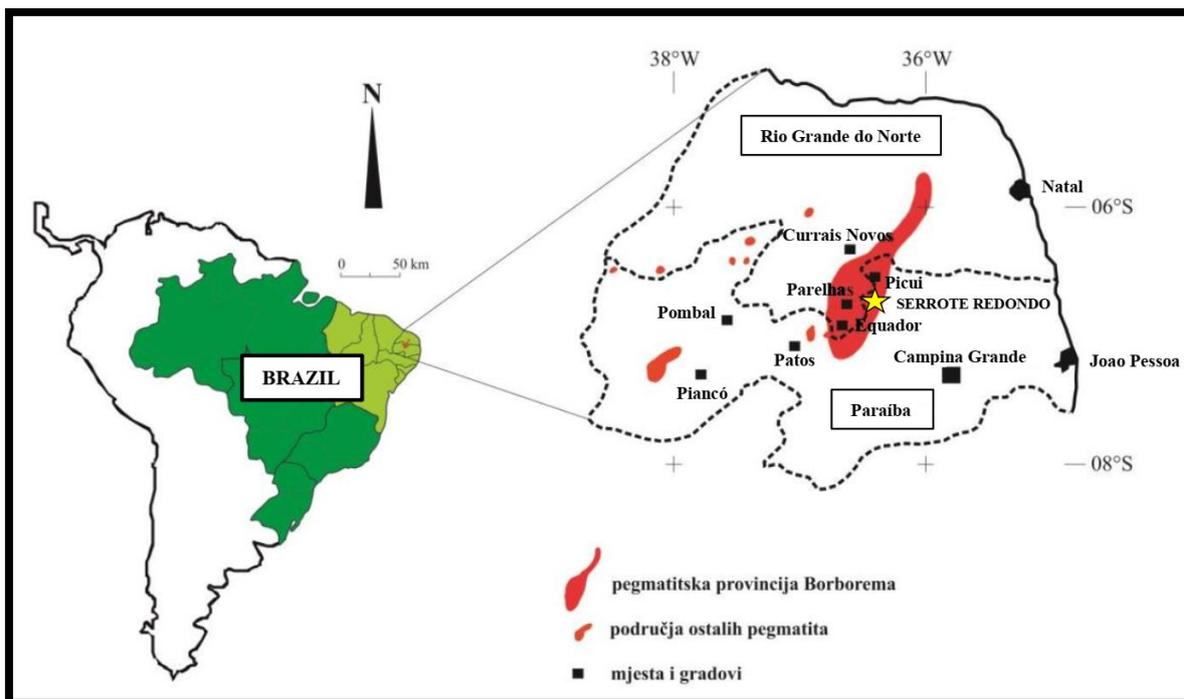 38°W
36°W
N
Rio Grande do Norte
Natal
06°S
Currais Novos
0 50 km
Picui
Parelhas
SERROTE REDONDO
Pombal
Equador
Patos
Campina Grande
Joao Pessoa
BRAZIL
Piancó
Paraíba
08°S
pegmatitska provincija Borborema
područja ostalih pegmatita
mjesta i gradovi